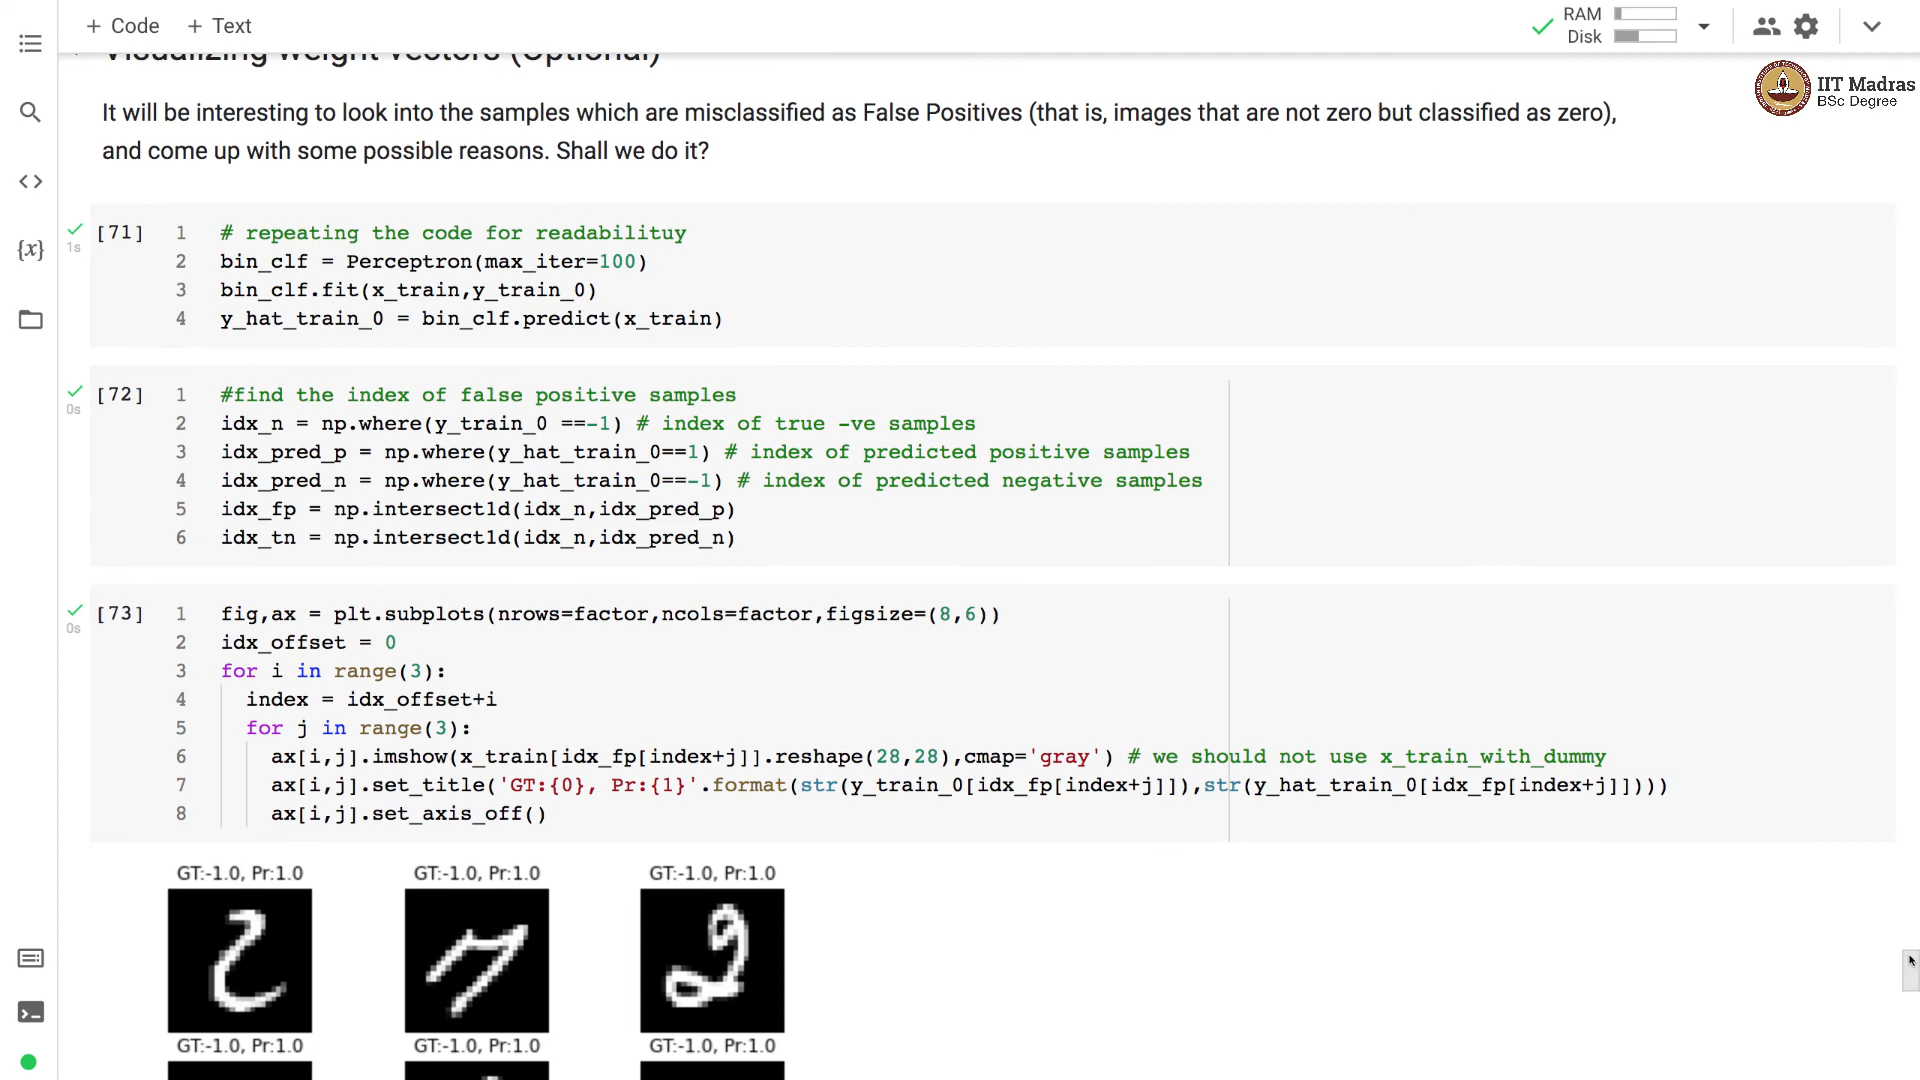 + Code + Text
RAM
Disk
Visualizing weight vectors (Optional)
IIT Madras
BSc Degree
It will be interesting to look into the samples which are misclassified as False Positives (that is, images that are not zero but classified as zero),
and come up with some possible reasons. Shall we do it?
[71]
1s
1 # repeating the code for readabilituy
2 bin_clf = Perceptron(max_iter=100)
3 bin_clf.fit(x_train,y_train_0)
4 y_hat_train_0 = bin_clf.predict(x_train)
[72]
0s
1 #find the index of false positive samples
2 idx_n = np.where(y_train_0 ==-1) # index of true -ve samples
3 idx_pred_p = np.where(y_hat_train_0==1) # index of predicted positive samples
4 idx_pred_n = np.where(y_hat_train_0==-1) # index of predicted negative samples
5 idx_fp = np.intersect1d(idx_n,idx_pred_p)
6 idx_tn = np.intersect1d(idx_n,idx_pred_n)
[73]
0s
1 fig,ax = plt.subplots(nrows=factor,ncols=factor,figsize=(8,6))
2 idx_offset = 0
3 for i in range(3):
4 index = idx_offset+i
5 for j in range(3):
6 ax[i,j].imshow(x_train[idx_fp[index+j]].reshape(28,28),cmap='gray') # we should not use x_train_with_dummy
7 ax[i,j].set_title('GT:{0}, Pr:{1}'.format(str(y_train_0[idx_fp[index+j]]),str(y_hat_train_0[idx_fp[index+j]])))
8 ax[i,j].set_axis_off()
GT:-1.0, Pr:1.0 GT:-1.0, Pr:1.0 GT:-1.0, Pr:1.0
GT:-1.0, Pr:1.0 GT:-1.0, Pr:1.0 GT:-1.0, Pr:1.0